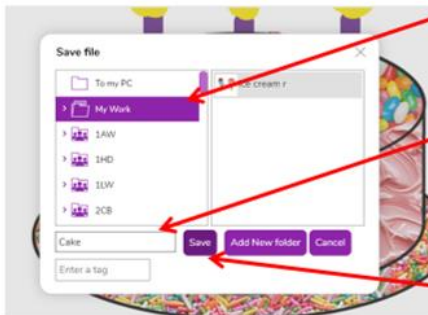 Save file
To my PC
My Work
1AW
1HD
1LW
2CB
ice cream r
Cake
Save
Add New folder
Cancel
Enter a tag